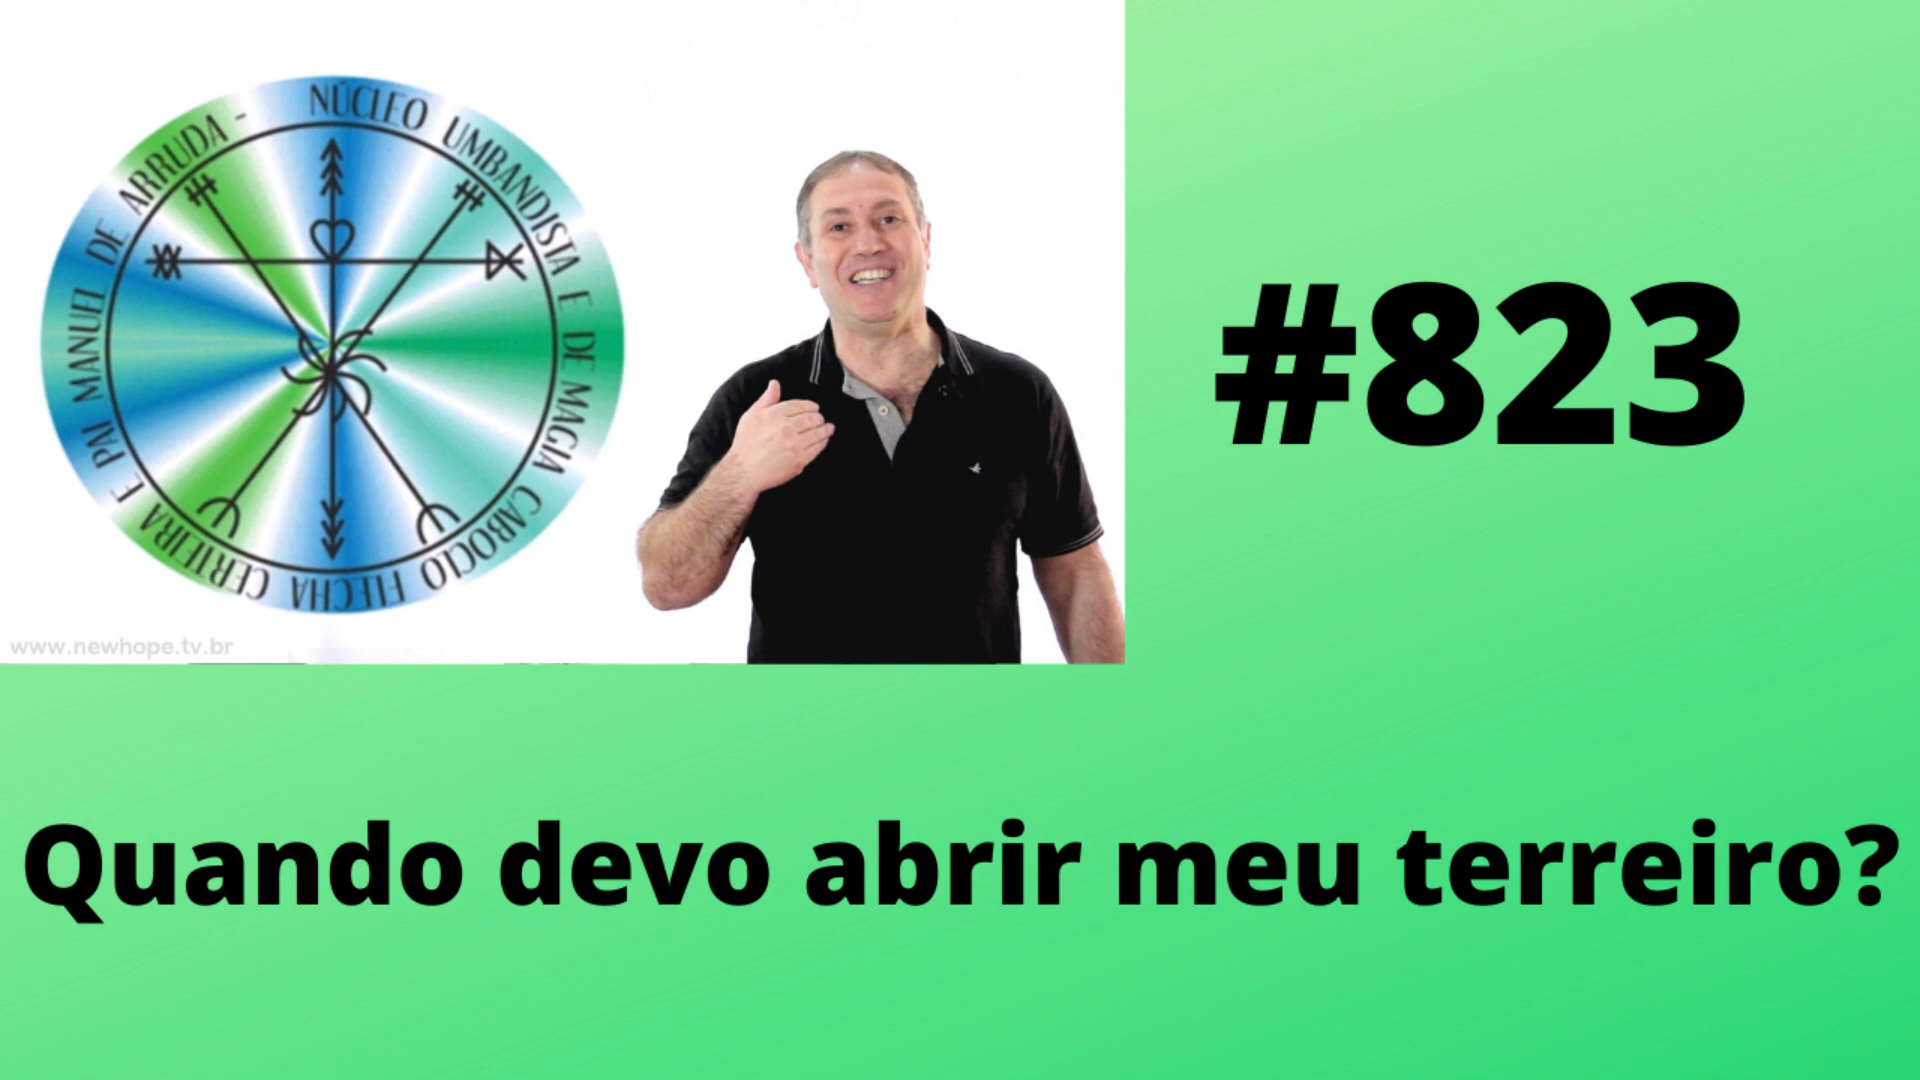 NÚCLEO UMBANDISTA E DE MAGIA CABOCLO FLECHA CERTEIRA E PAI MANUEL DE ARRUDA -
#823
www.newhope.tv.br
Quando devo abrir meu terreiro?